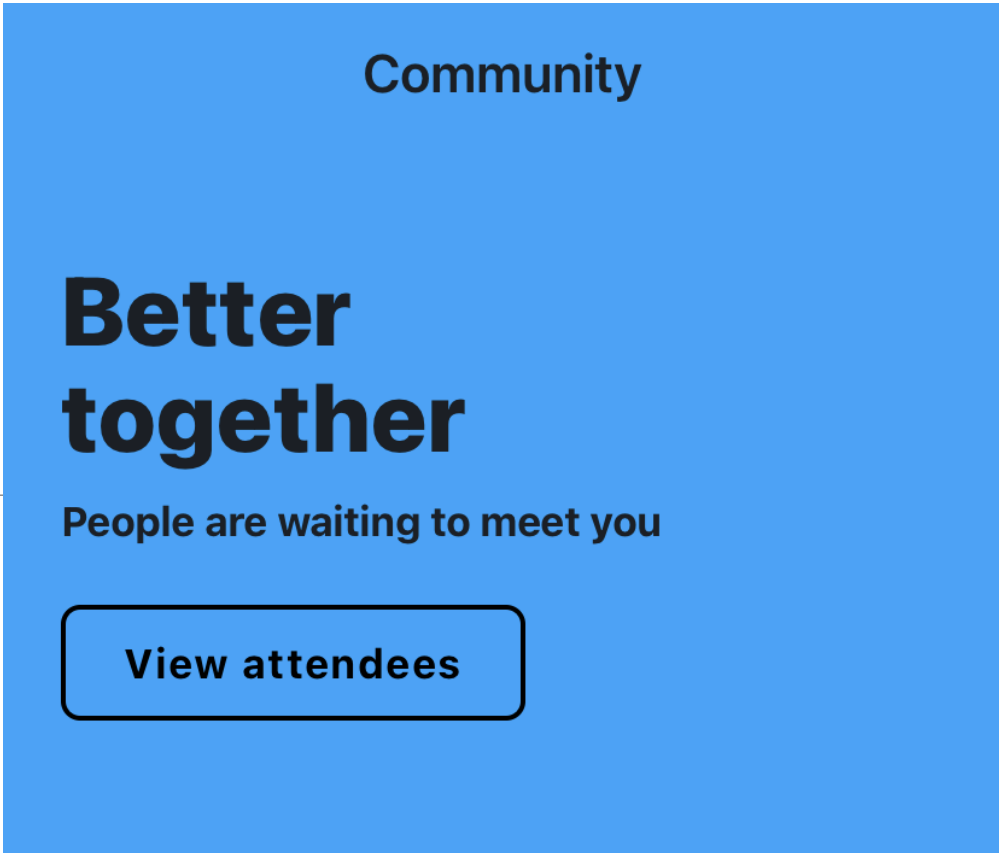 Community
Better
together
People are waiting to meet you
View attendees